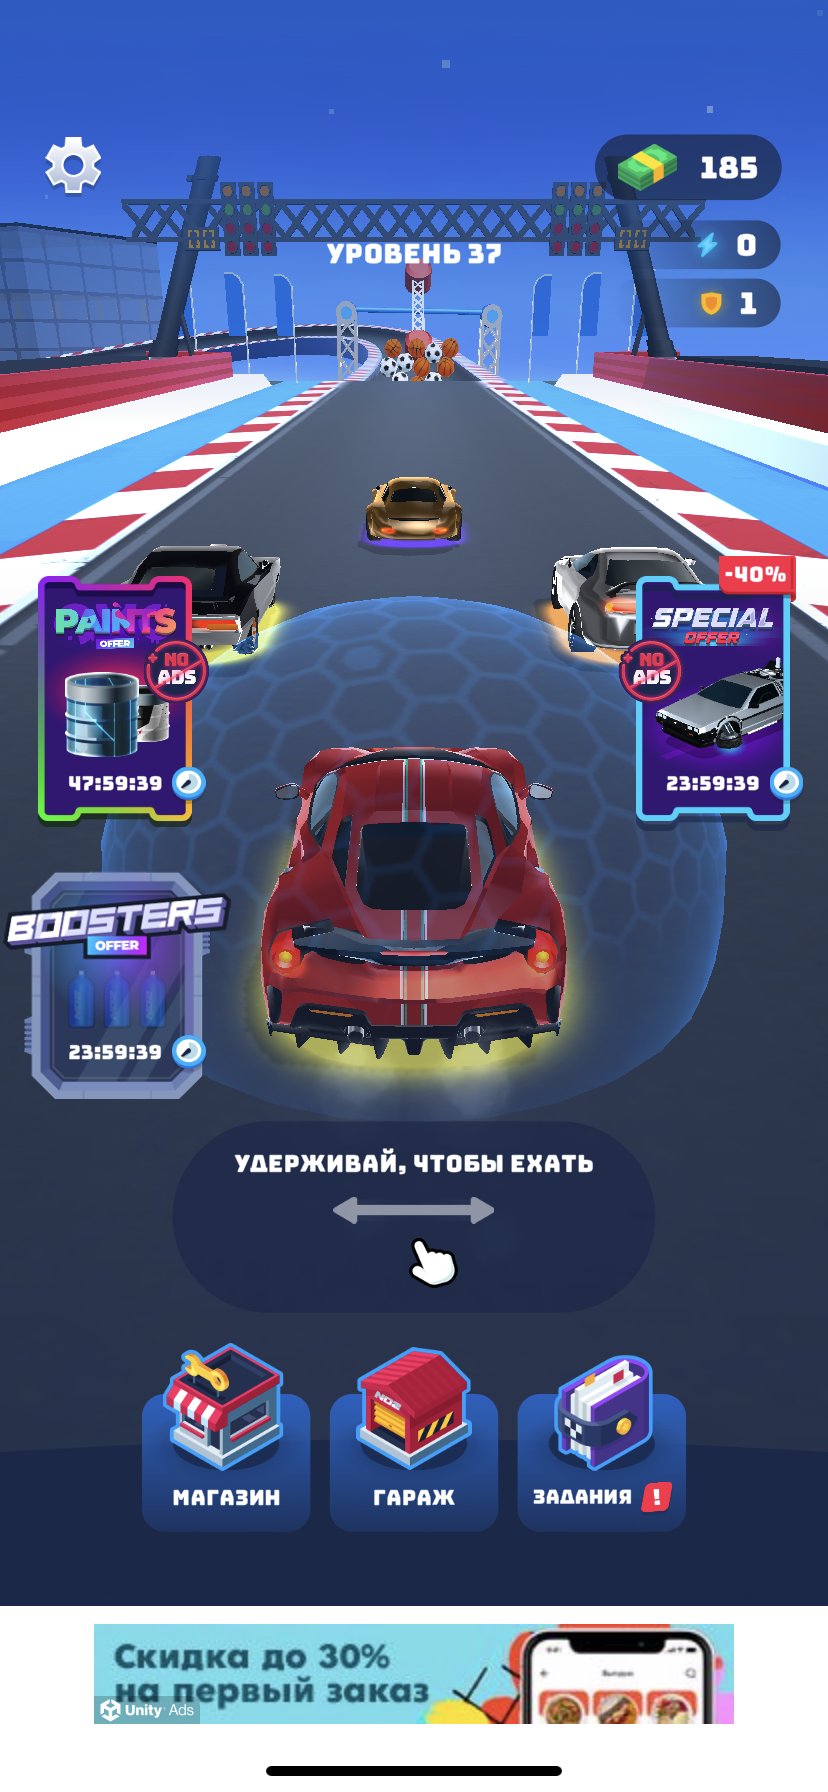 185
0
УРОВЕНЬ 37
1
-40%
PAINTS
OFFER
SPECIAL
OFFER
+ NO
ADS
+ NO
ADS
47:59:39
23:59:39
BOOSTERS
OFFER
23:59:39
УДЕРЖИВАЙ, ЧТОБЫ ЕХАТЬ
МАГАЗИН
ГАРАЖ
ЗАДАНИЯ !
Скидка до 30%
на первый заказ
Unity Ads